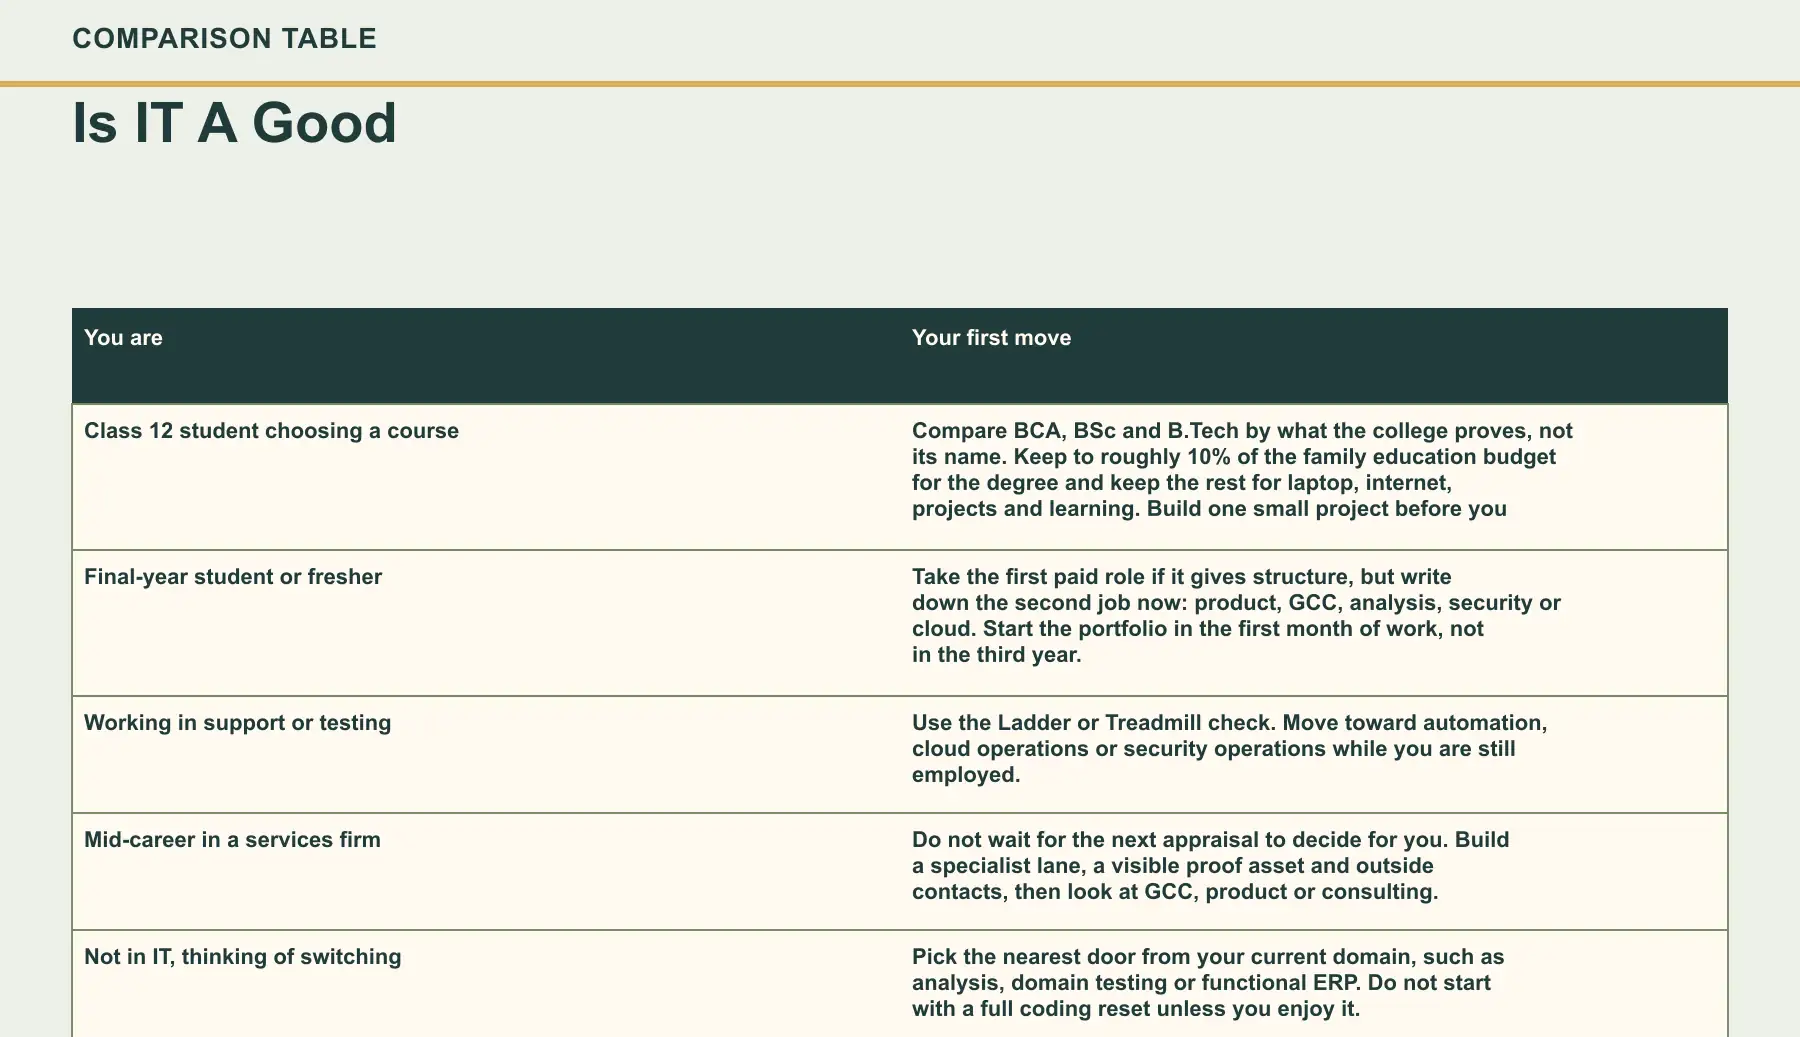 COMPARISON TABLE
Is IT A Good
You are
Your first move
Class 12 student choosing a course
Compare BCA, BSc and B.Tech by what the college proves, not
its name. Keep to roughly 10% of the family education budget
for the degree and keep the rest for laptop, internet,
projects and learning. Build one small project before you
Final-year student or fresher
Take the first paid role if it gives structure, but write
down the second job now: product, GCC, analysis, security or
cloud. Start the portfolio in the first month of work, not
in the third year.
Working in support or testing
Use the Ladder or Treadmill check. Move toward automation,
cloud operations or security operations while you are still
employed.
Mid-career in a services firm
Do not wait for the next appraisal to decide for you. Build
a specialist lane, a visible proof asset and outside
contacts, then look at GCC, product or consulting.
Not in IT, thinking of switching
Pick the nearest door from your current domain, such as
analysis, domain testing or functional ERP. Do not start
with a full coding reset unless you enjoy it.